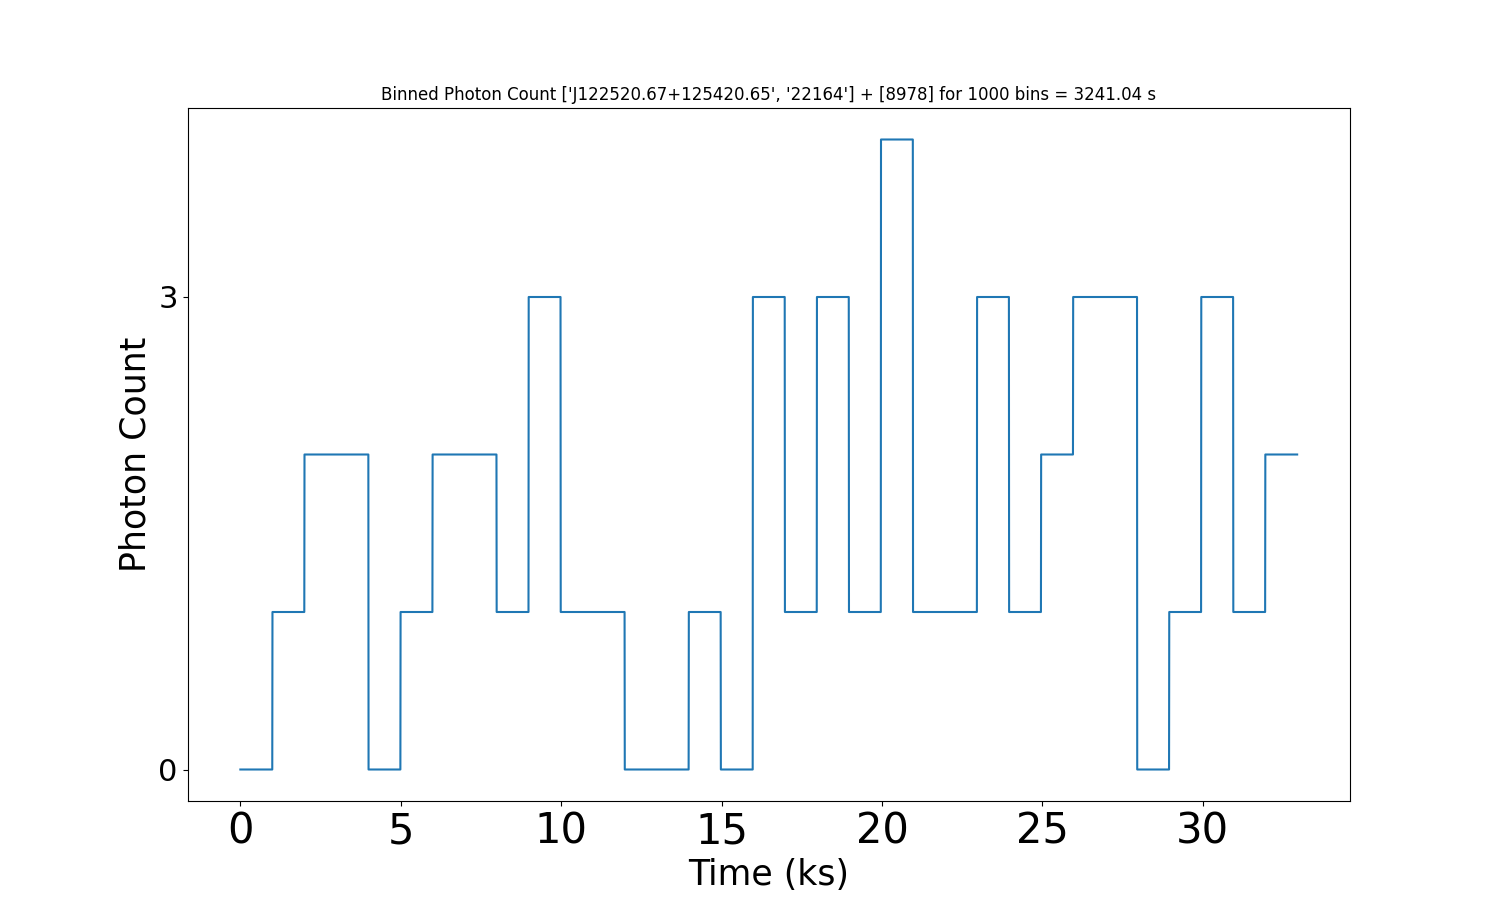 Binned Photon Count ['J122520.67+125420.65', '22164'] + [8978] for 1000 bins = 3241.04 s
Photon Count
3
0
0 5 10 15 20 25 30
Time (ks)